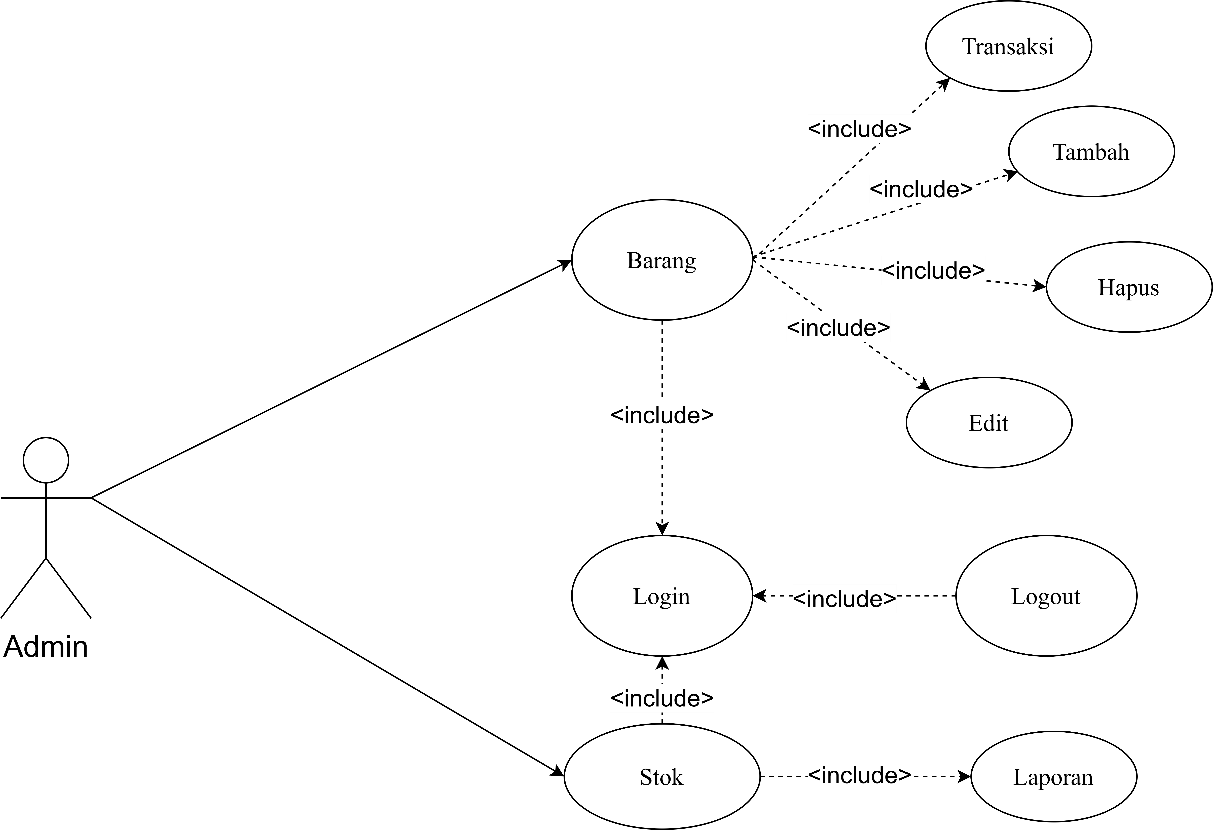 Transaksi
<include>
Tambah
<include>
Barang
<include>
Hapus
<include>
<include>
Edit
Login
<include>
Logout
Admin
<include>
Stok
<include>
Laporan